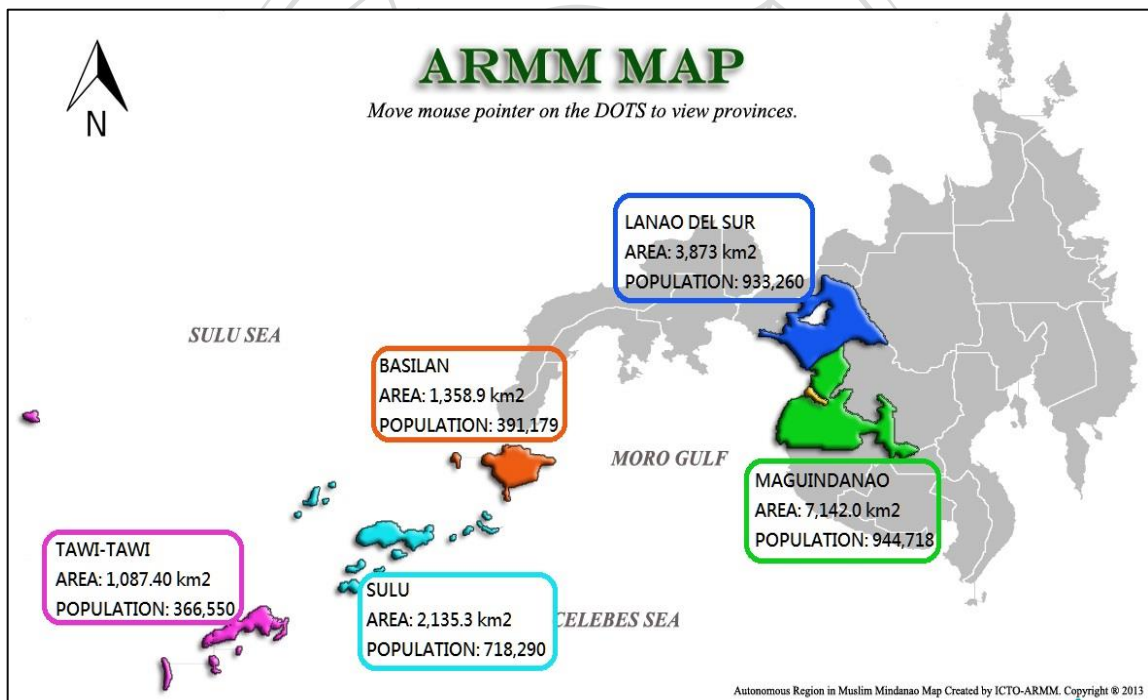 ARMM MAP
Move mouse pointer on the DOTS to view provinces.
N
LANAO DEL SUR
AREA: 3,873 km2
POPULATION: 933,260
SULU SEA
BASILAN
AREA: 1,358.9 km2
POPULATION: 391,179
MORO GULF
MAGUINDANAO
AREA: 7,142.0 km2
POPULATION: 944,718
TAWI-TAWI
AREA: 1,087.40 km2
POPULATION: 366,550
SULU
AREA: 2,135.3 km2
POPULATION: 718,290
CELEBES SEA
Autonomous Region in Muslim Mindanao Map Created by ICTO-ARMM. Copyright ® 2013